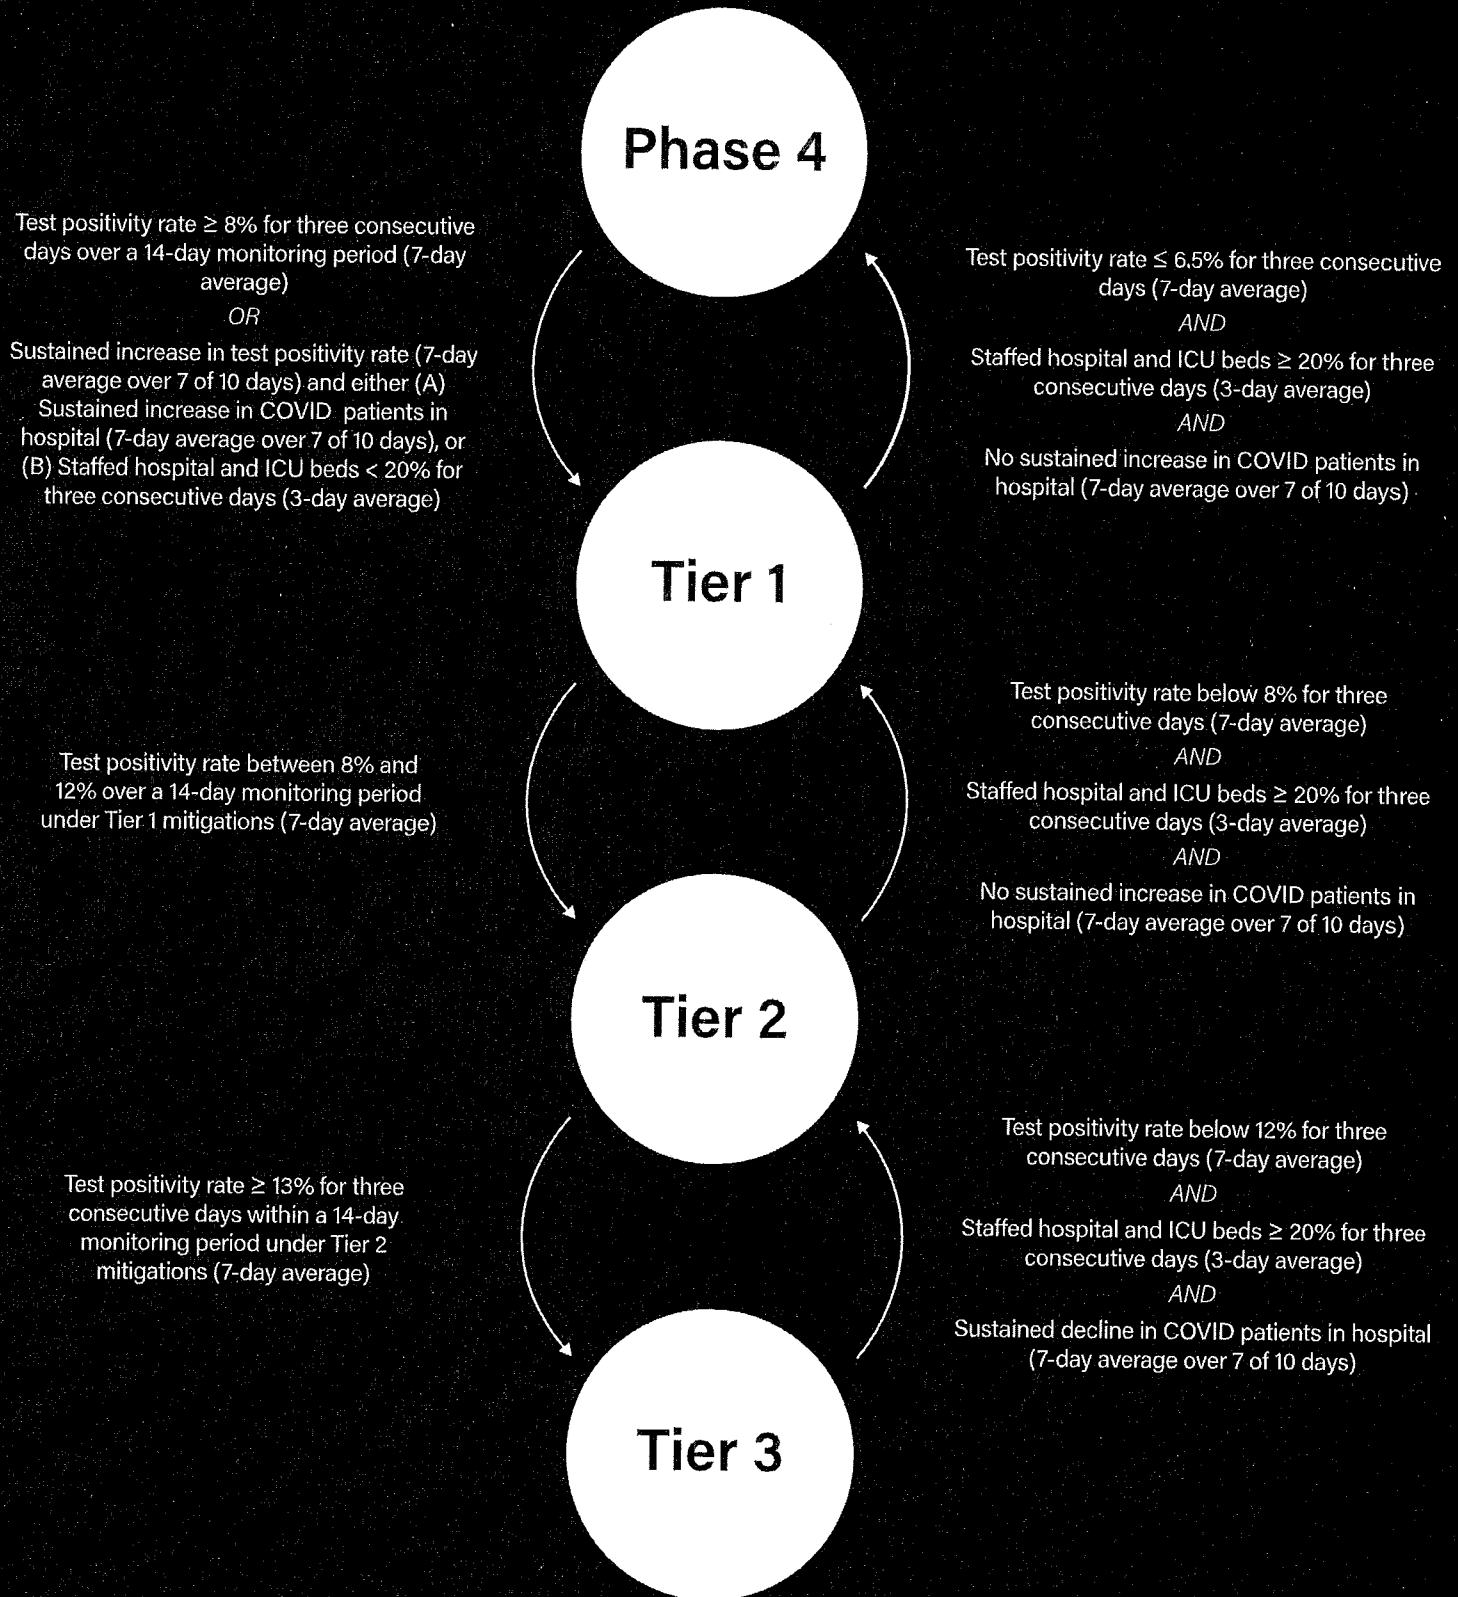 Phase 4
Test positivity rate ≥ 8% for three consecutive
days over a 14-day monitoring period (7-day
average)
OR
Sustained increase in test positivity rate (7-day
average over 7 of 10 days) and either (A)
Sustained increase in COVID patients in
hospital (7-day average over 7 of 10 days), or
(B) Staffed hospital and ICU beds < 20% for
three consecutive days (3-day average)
Test positivity rate ≤ 6.5% for three consecutive
days (7-day average)
AND
Staffed hospital and ICU beds ≥ 20% for three
consecutive days (3-day average)
AND
No sustained increase in COVID patients in
hospital (7-day average over 7 of 10 days)
Tier 1
Test positivity rate between 8% and
12% over a 14-day monitoring period
under Tier 1 mitigations (7-day average)
Test positivity rate below 8% for three
consecutive days (7-day average)
AND
Staffed hospital and ICU beds ≥ 20% for three
consecutive days (3-day average)
AND
No sustained increase in COVID patients in
hospital (7-day average over 7 of 10 days)
Tier 2
Test positivity rate ≥ 13% for three
consecutive days within a 14-day
monitoring period under Tier 2
mitigations (7-day average)
Test positivity rate below 12% for three
consecutive days (7-day average)
AND
Staffed hospital and ICU beds ≥ 20% for three
consecutive days (3-day average)
AND
Sustained decline in COVID patients in hospital
(7-day average over 7 of 10 days)
Tier 3